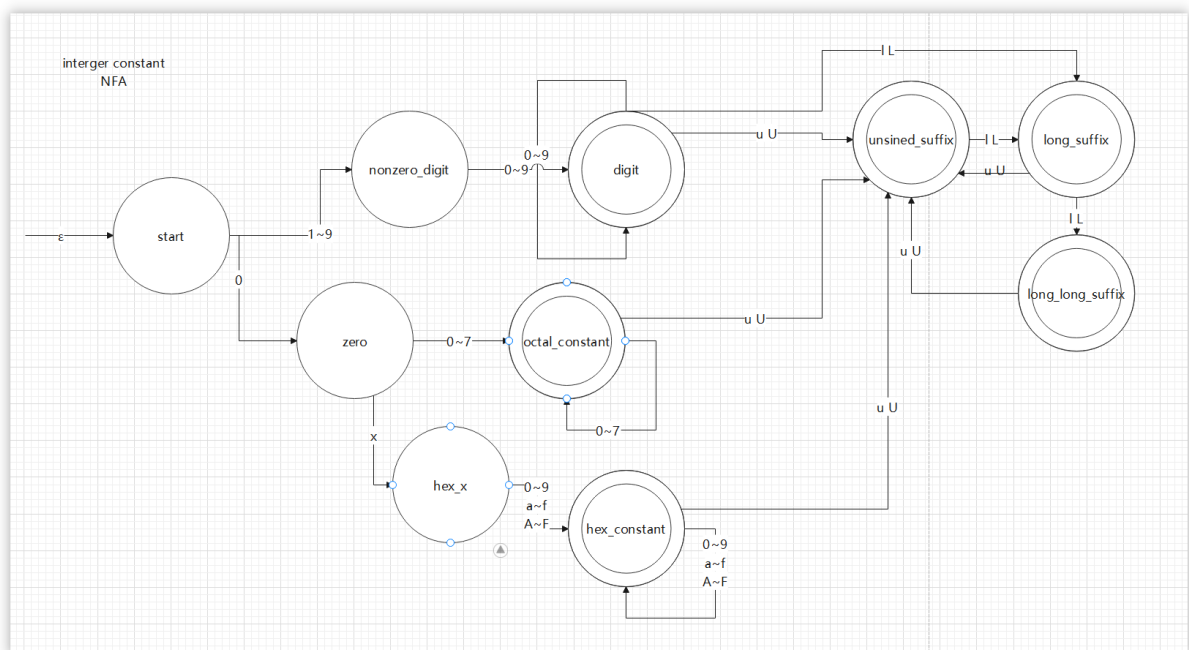 interger constant
NFA
ε
start
1~9
0
nonzero_digit
0~9
0~9
digit
l L
u U
unsined_suffix
l L
u U
long_suffix
l L
u U
long_long_suffix
zero
0~7
octal_constant
0~7
u U
x
hex_x
0~9
a~f
A~F
hex_constant
0~9
a~f
A~F
u U